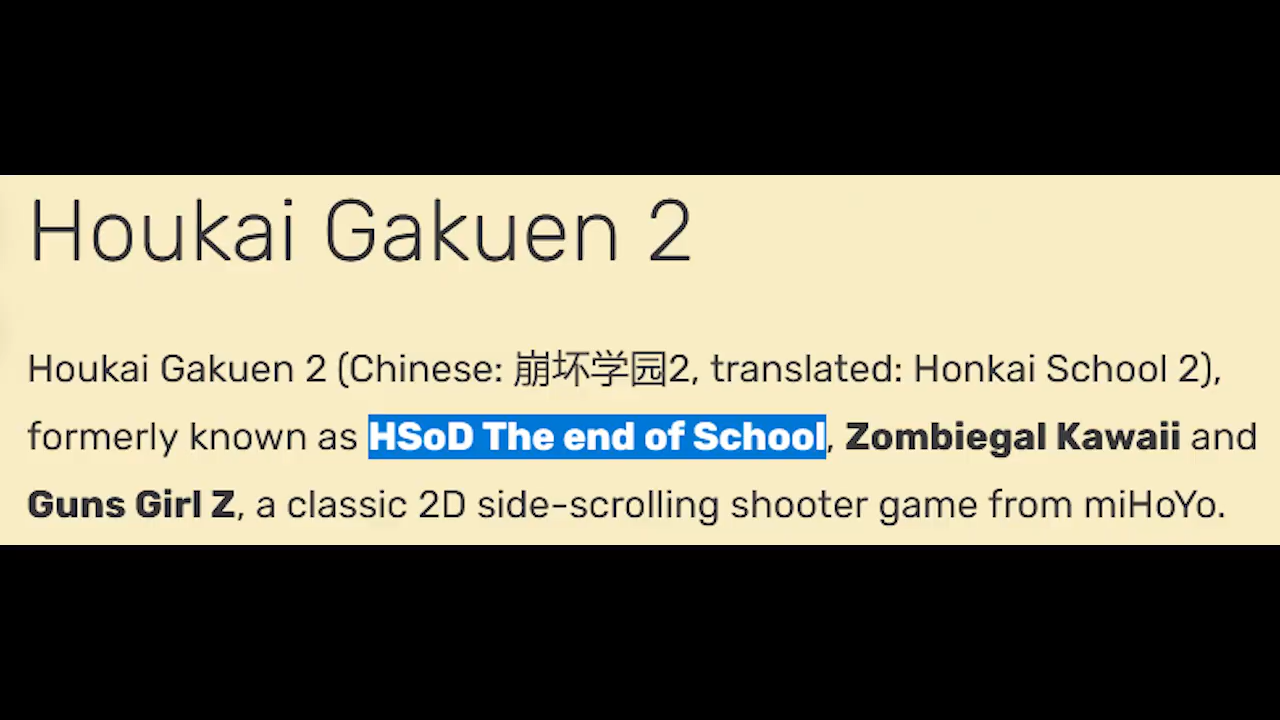 Houkai Gakuen 2
Houkai Gakuen 2 (Chinese: 崩坏学园2, translated: Honkai School 2),
formerly known as HSoD The end of School, Zombiegal Kawaii and
Guns Girl Z, a classic 2D side-scrolling shooter game from miHoYo.